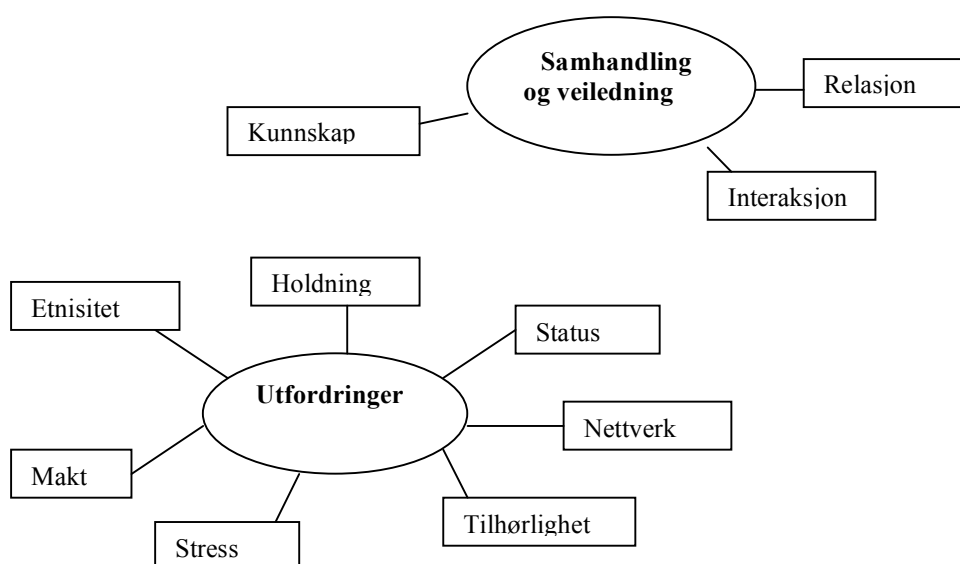 Samhandling
og veiledning
Relasjon
Kunnskap
Interaksjon
Holdning
Etnisitet
Status
Utfordringer
Nettverk
Makt
Tilhørlighet
Stress